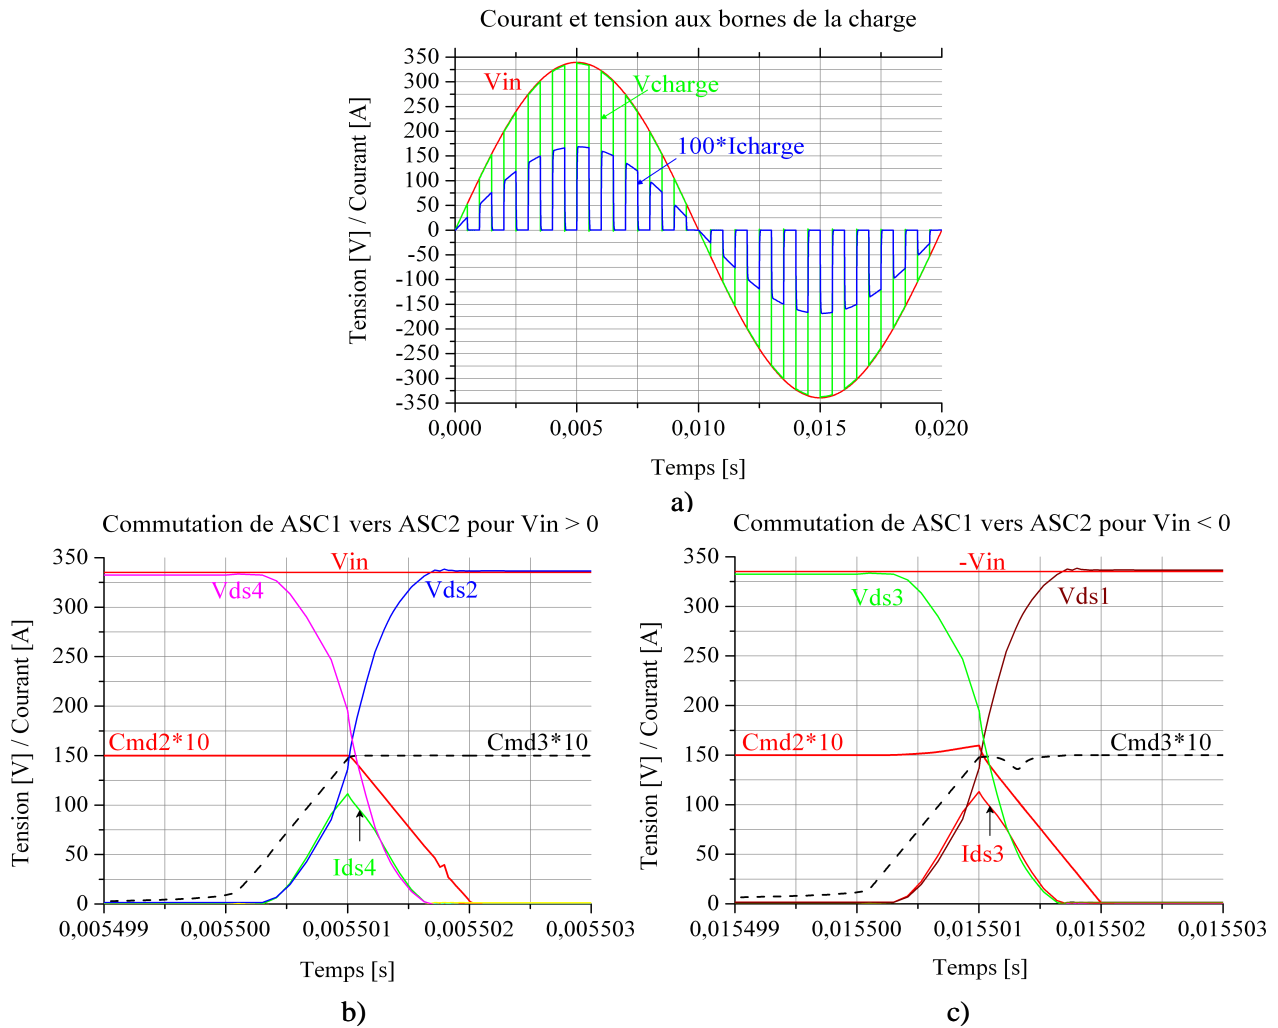 Courant et tension aux bornes de la charge
Tension [V] / Courant [A]
350
300
250
200
150
100
50
0
-50
-100
-150
-200
-250
-300
-350
Vin
Vcharge
100*Icharge
0,000 0,005 0,010 0,015 0,020
Temps [s]
a)
Commutation de ASC1 vers ASC2 pour Vin > 0
Tension [V] / Courant [A]
350
300
250
200
150
100
50
0
Vin
Vds4
Vds2
Cmd2*10
Cmd3*10
Ids4
0,005499 0,005500 0,005501 0,005502 0,005503
Temps [s]
b)
Commutation de ASC1 vers ASC2 pour Vin < 0
Tension [V] / Courant [A]
350
300
250
200
150
100
50
0
-Vin
Vds3
Vds1
Cmd2*10
Cmd3*10
Ids3
0,015499 0,015500 0,015501 0,015502 0,015503
Temps [s]
c)